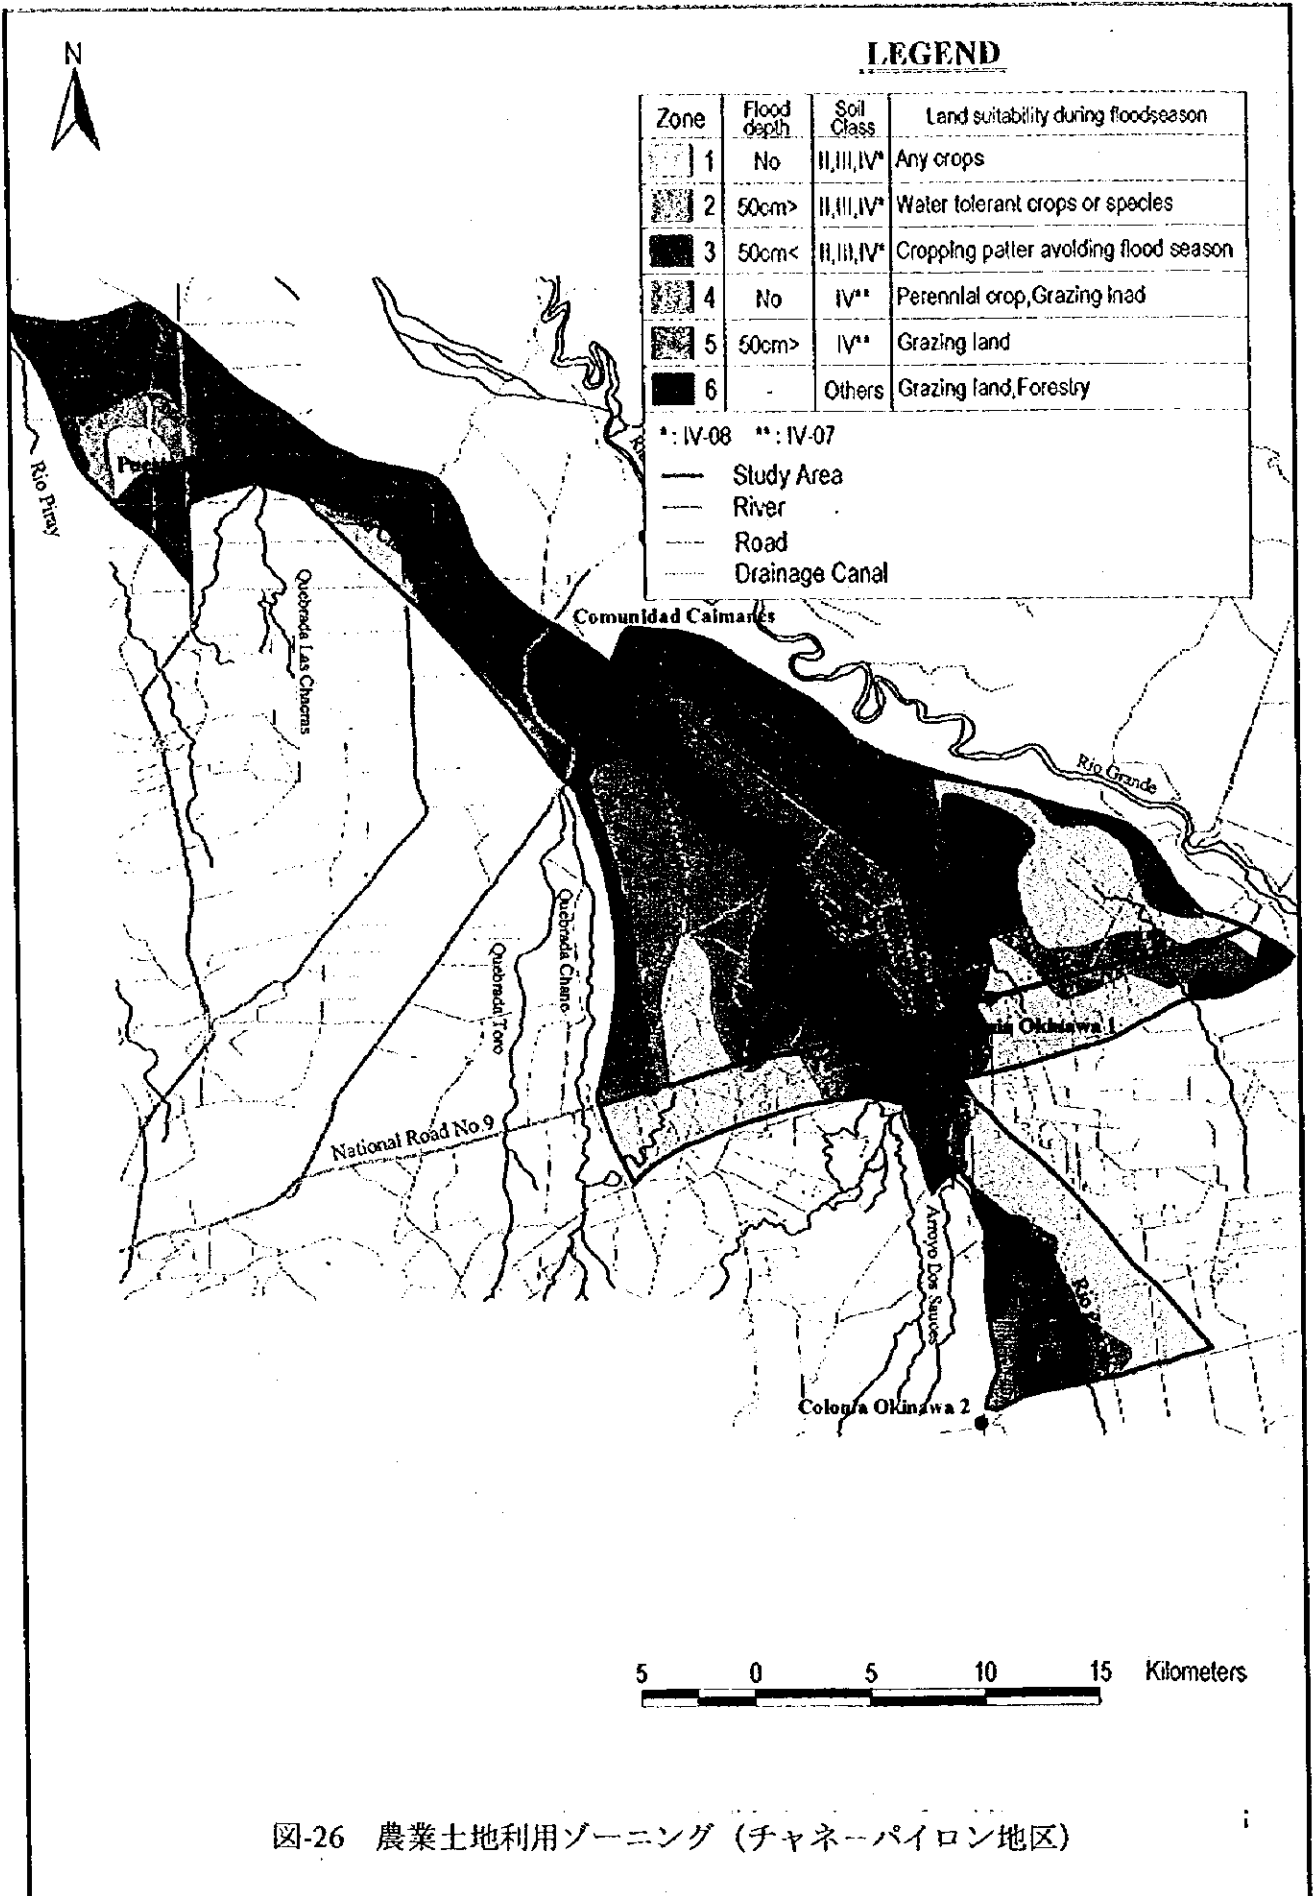 N
LEGEND
Zone Flood depth Soil Class Land suitability during floodseason
1 No II,III,IV* Any crops
2 50cm> II,III,IV* Water tolerant crops or species
3 50cm< II,III,IV* Cropping patter avoiding flood season
4 No IV** Perennial crop,Grazing lnad
5 50cm> IV** Grazing land
6 - Others Grazing land,Forestry
*: IV-08 **: IV-07
Study Area
River
Road
Drainage Canal
Rio Piray
Quebrada Las Chacras
Comunidad Caimanes
Rio Grande
Quebrada Chane
Quebrada Toro
Okinawa 1
National Road No 9
Arroyo Dos Sauces
Rio
Colonia Okinawa 2
5 0 5 10 15 Kilometers
図-26 農業土地利用ゾーニング（チャネーパイロン地区）